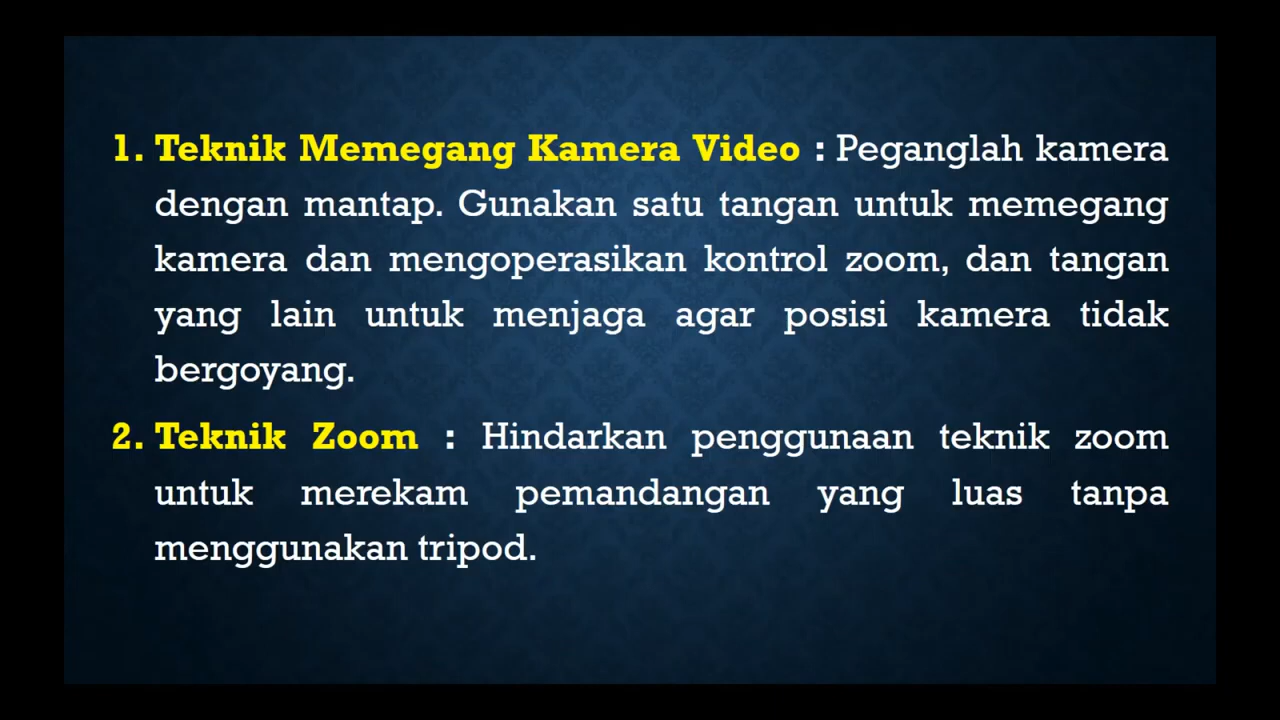 1. Teknik Memegang Kamera Video : Peganglah kamera
dengan mantap. Gunakan satu tangan untuk memegang
kamera dan mengoperasikan kontrol zoom, dan tangan
yang lain untuk menjaga agar posisi kamera tidak
bergoyang.
2. Teknik Zoom : Hindarkan penggunaan teknik zoom
untuk merekam pemandangan yang luas tanpa
menggunakan tripod.